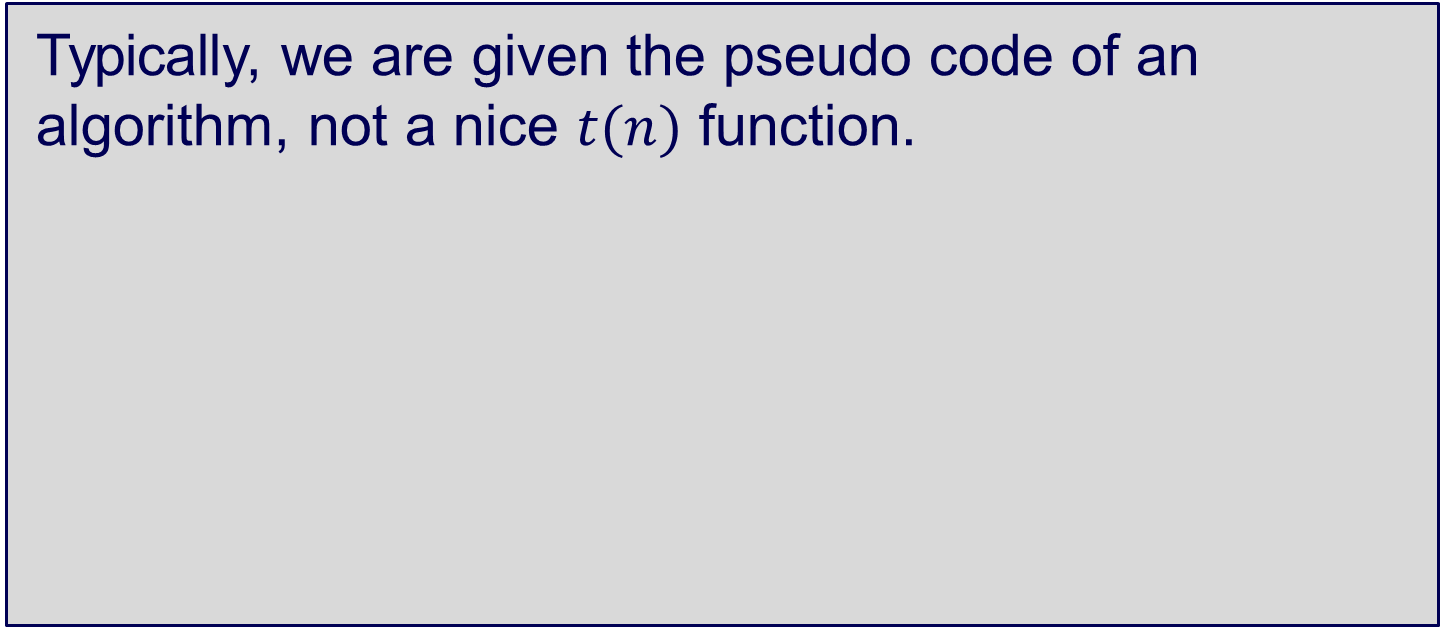 Typically, we are given the pseudo code of an
algorithm, not a nice 𝑡(𝑛) function.